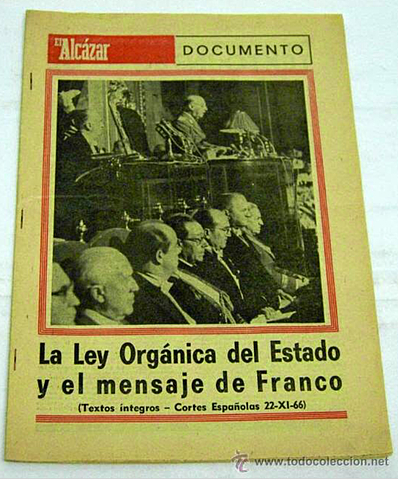 El Alcázar
DOCUMENTO
La Ley Orgánica del Estado
y el mensaje de Franco
(Textos íntegros – Cortes Españolas 22-XI-66)
© www.todocoleccion.net